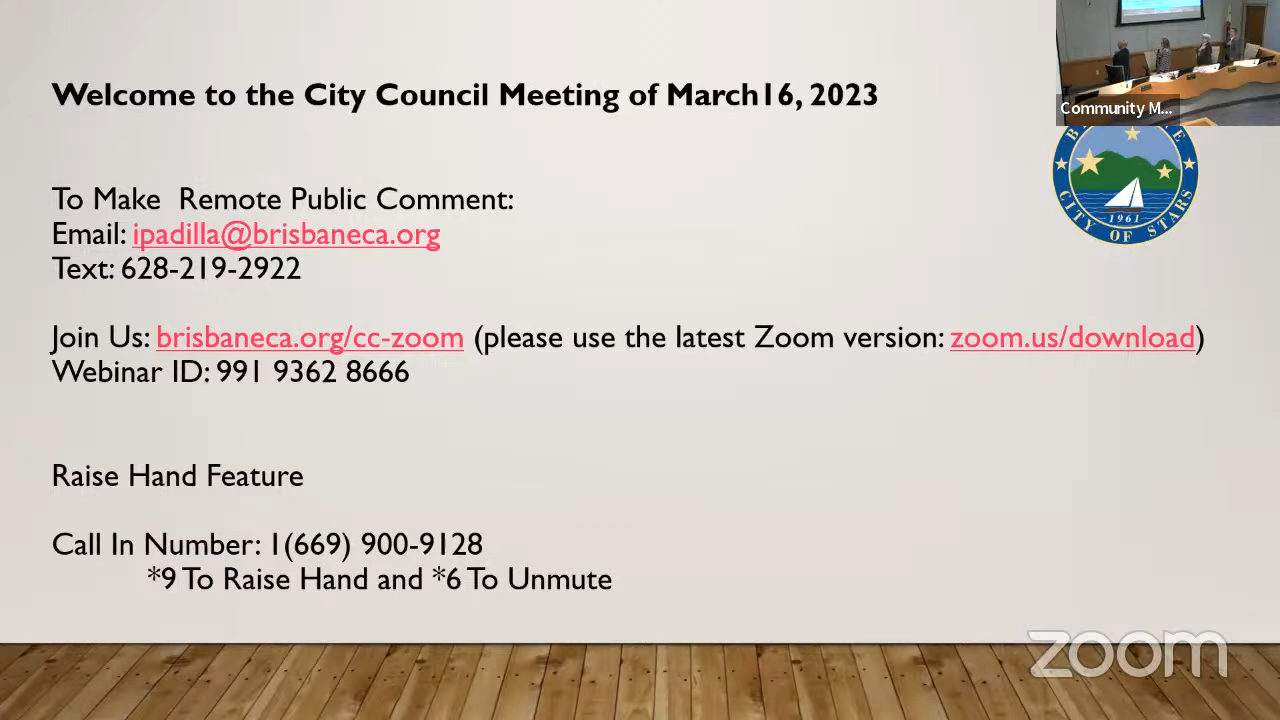 Welcome to the City Council Meeting of March16, 2023
Community M...
To Make Remote Public Comment:
Email: ipadilla@brisbaneca.org
Text: 628-219-2922
1961
CITY OF STARS
Join Us: brisbaneca.org/cc-zoom (please use the latest Zoom version: zoom.us/download)
Webinar ID: 991 9362 8666
Raise Hand Feature
Call In Number: 1(669) 900-9128
*9 To Raise Hand and *6 To Unmute
zoom